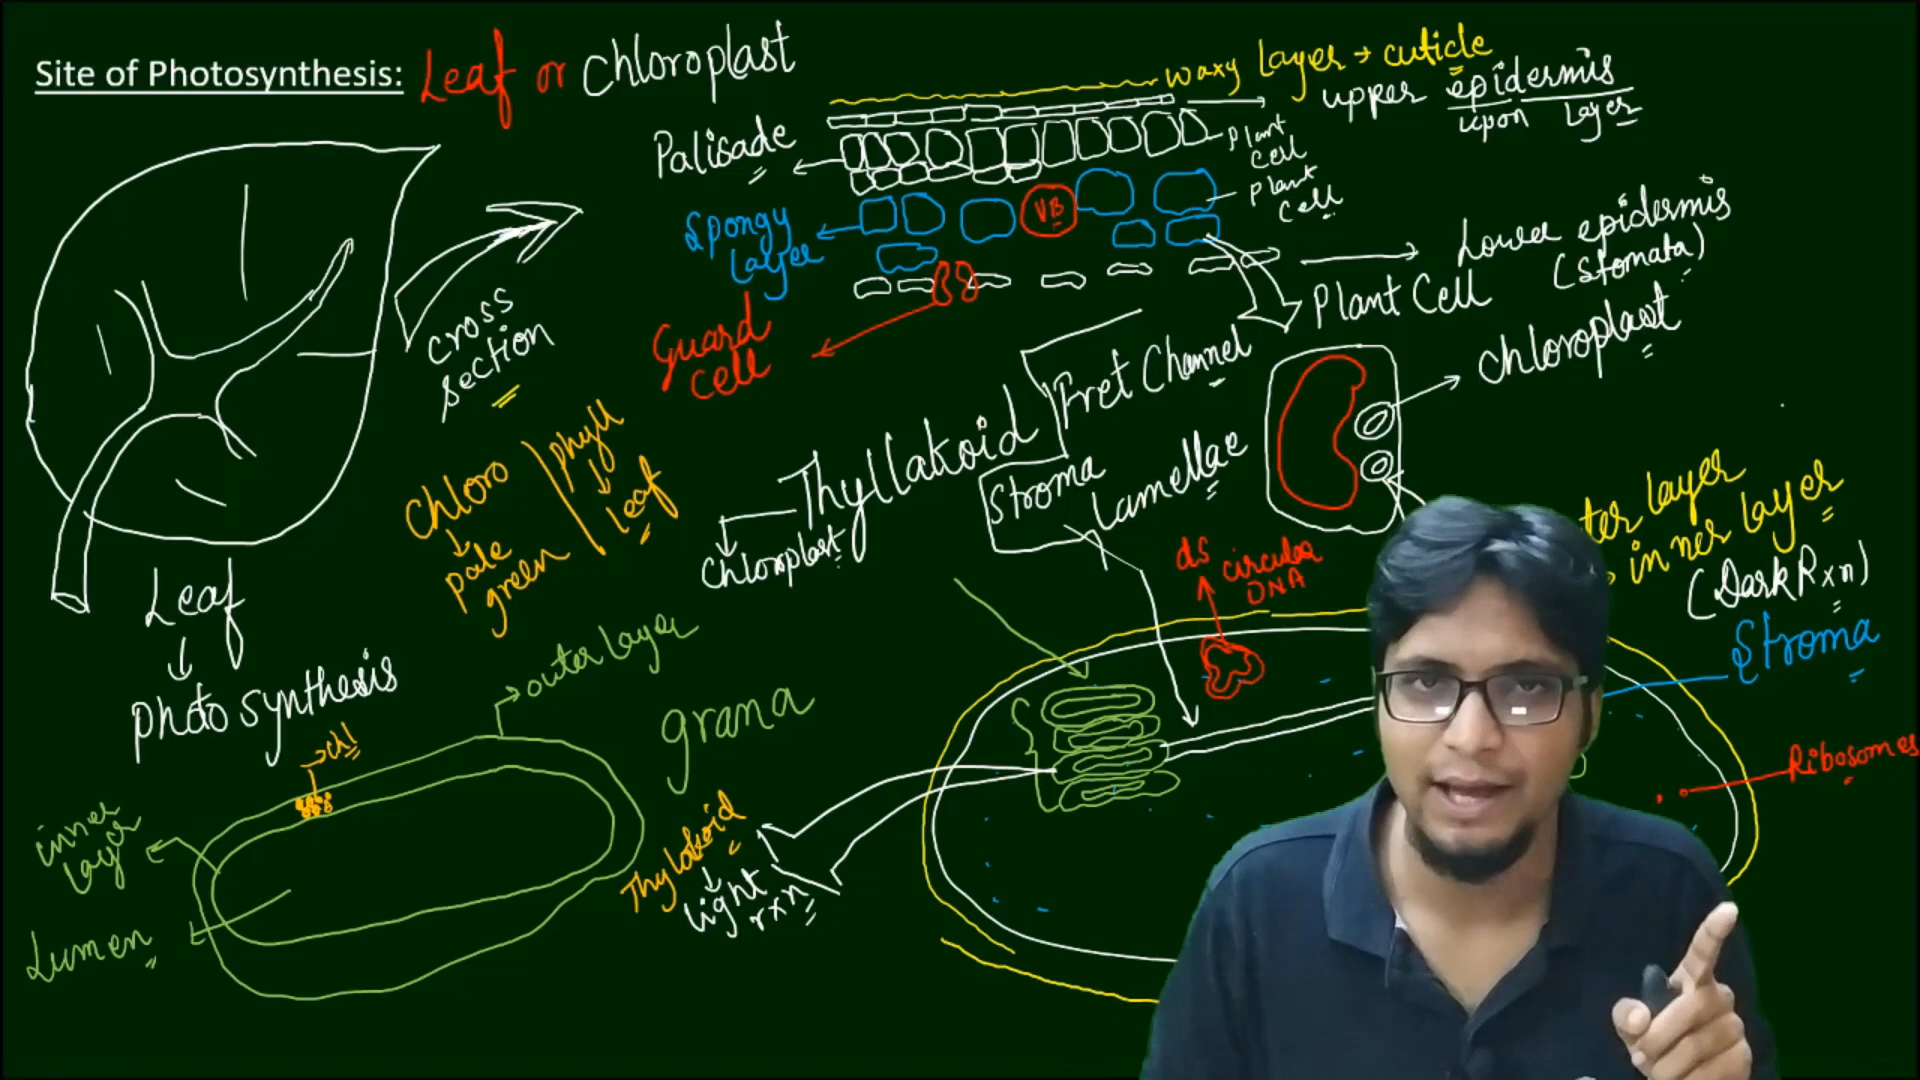 Site of Photosynthesis: Leaf or Chloroplast
waxy Layer → cuticle
upper epidermis
upon Layer
Palisade
Plant
cell
Plant
Cell
VB
Spongy
Layer
Lower epidermis
(Stomata)
Guard
cell
cross
section
Plant Cell
Chloroplast
Fret Channel
Thyllakoid
Chloroplast
Stroma
Lamellae
Chloro
pale
green
phyll
Leaf
Leaf
Photosynthesis
ds circular
DNA
ter layer
inner layer
(Dark Rxn)
Stroma
Ribosomes
outer Layer
chl
inner
Layer
Lumen
grana
Thylakoid
Light
rxn